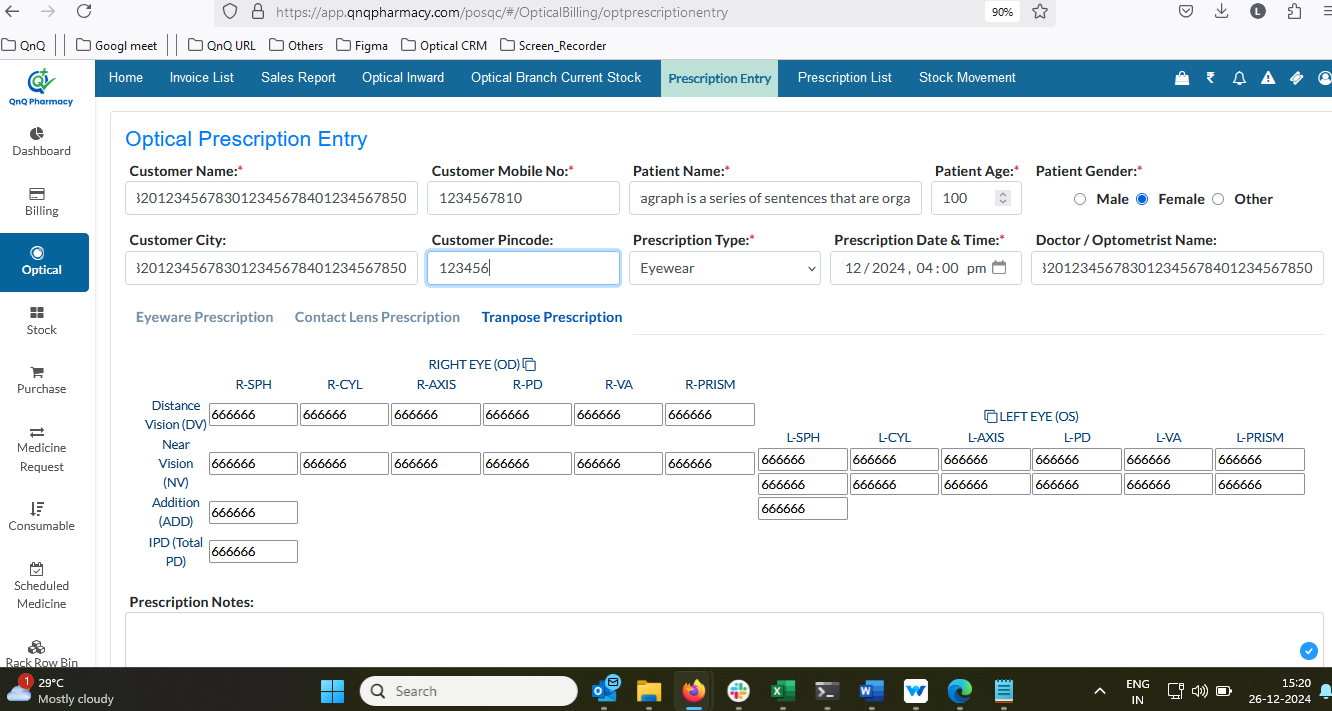 https://app.qnqpharmacy.com/posqc/#/OpticalBilling/optprescriptionentry 90% L
QnQ Googl meet QnQ URL Others Figma Optical CRM Screen_Recorder
QnQ Pharmacy
Home Invoice List Sales Report Optical Inward Optical Branch Current Stock Prescription Entry Prescription List Stock Movement ₹
Dashboard
Billing
Optical
Stock
Purchase
Medicine
Request
Consumable
Scheduled
Medicine
Rack Row Bin
Optical Prescription Entry
Customer Name:* Customer Mobile No:* Patient Name:* Patient Age:* Patient Gender:*
320123456783012345678401234567850 1234567810 agraph is a series of sentences that are orga 100 Male Female Other
Customer City: Customer Pincode: Prescription Type:* Prescription Date & Time:* Doctor / Optometrist Name:
320123456783012345678401234567850 123456 Eyewear 12/2024, 04:00 pm 320123456783012345678401234567850
Eyeware Prescription Contact Lens Prescription Tranpose Prescription
RIGHT EYE (OD)
R-SPH R-CYL R-AXIS R-PD R-VA R-PRISM
Distance
Vision (DV)
666666 666666 666666 666666 666666 666666
Near
Vision
(NV)
666666 666666 666666 666666 666666 666666
Addition
(ADD)
666666
IPD (Total
PD)
666666
LEFT EYE (OS)
L-SPH L-CYL L-AXIS L-PD L-VA L-PRISM
666666 666666 666666 666666 666666 666666
666666 666666 666666 666666 666666 666666
666666
Prescription Notes:
1
29°C
Mostly cloudy
Search
ENG
IN
15:20
26-12-2024